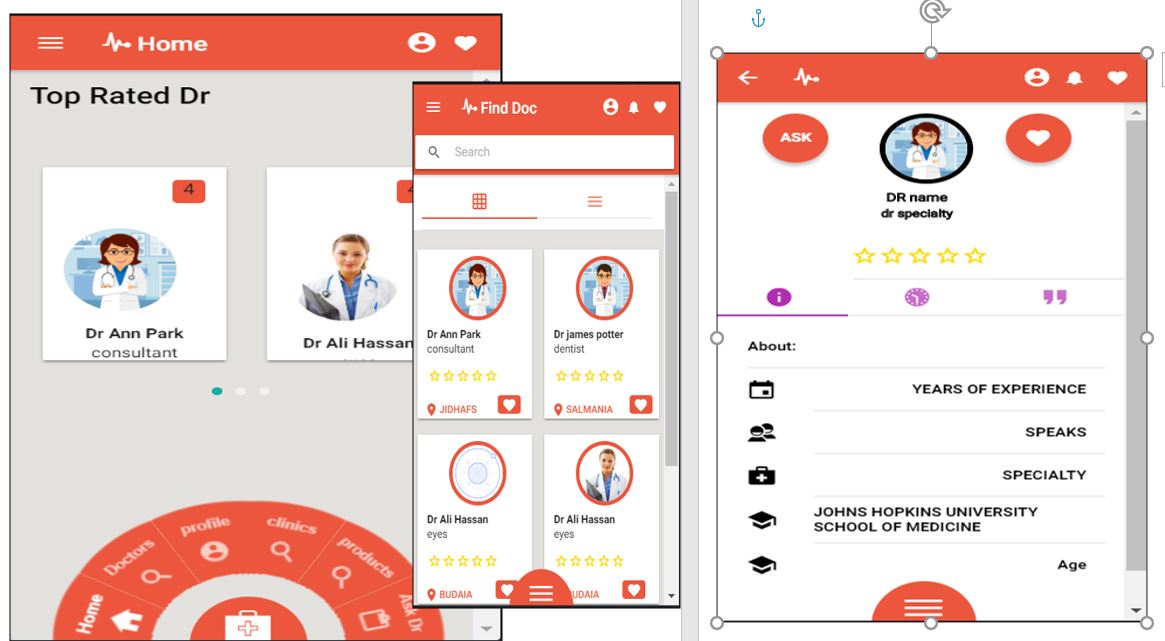 Home
Top Rated Dr
4
4
Dr Ann Park
consultant
Dr Ali Hassan
profile
clinics
Doctors
products
Home
Ask Dr
Find Doc
Search
Dr Ann Park
consultant
JIDHAFS
Dr james potter
dentist
SALMANIA
Dr Ali Hassan
eyes
BUDAIA
Dr Ali Hassan
eyes
UDAIA
ASK
DR name
dr specialty
About:
YEARS OF EXPERIENCE
SPEAKS
SPECIALTY
JOHNS HOPKINS UNIVERSITY
SCHOOL OF MEDICINE
Age